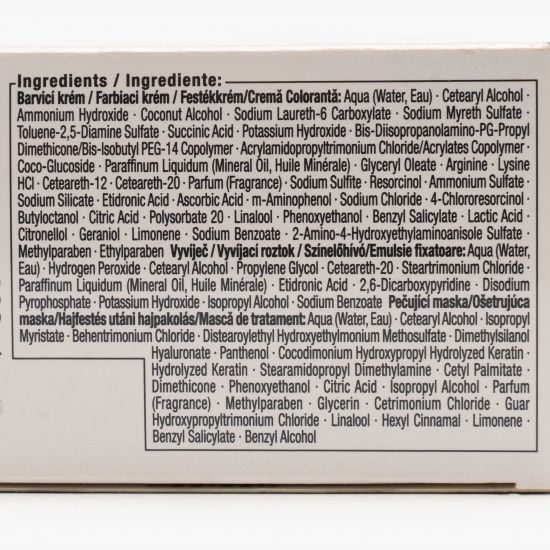 Ingredients / Ingrediente:
Barvicí krém / Farbiaci krém / Festékkrém/Cremă Colorantă: Aqua (Water, Eau) · Cetearyl Alcohol ·
Ammonium Hydroxide · Coconut Alcohol · Sodium Laureth-6 Carboxylate · Sodium Myreth Sulfate ·
Toluene-2,5-Diamine Sulfate · Succinic Acid · Potassium Hydroxide · Bis-Diisopropanolamino-PG-Propyl
Dimethicone/Bis-Isobutyl PEG-14 Copolymer · Acrylamidopropyltrimonium Chloride/Acrylates Copolymer ·
Coco-Glucoside · Paraffinum Liquidum (Mineral Oil, Huile Minérale) · Glyceryl Oleate · Arginine · Lysine
HCl · Ceteareth-12 · Ceteareth-20 · Parfum (Fragrance) · Sodium Sulfite · Resorcinol · Ammonium Sulfate ·
Sodium Silicate · Etidronic Acid · Ascorbic Acid · m-Aminophenol · Sodium Chloride · 4-Chlororesorcinol ·
Butyloctanol · Citric Acid · Polysorbate 20 · Linalool · Phenoxyethanol · Benzyl Salicylate · Lactic Acid ·
Citronellol · Geraniol · Limonene · Sodium Benzoate · 2-Amino-4-Hydroxyethylaminoanisole Sulfate ·
Methylparaben · Ethylparaben Vyvíječ / Vyvíjací roztok / Színelőhívó/Emulsie fixatoare: Aqua (Water,
Eau) · Hydrogen Peroxide · Cetearyl Alcohol · Propylene Glycol · Ceteareth-20 · Steartrimonium Chloride ·
Paraffinum Liquidum (Mineral Oil, Huile Minérale) · Etidronic Acid · 2,6-Dicarboxypyridine · Disodium
Pyrophosphate · Potassium Hydroxide · Isopropyl Alcohol · Sodium Benzoate Pečující maska/Ošetrujúca
maska/Hajfestés utáni hajpakolás/Mască de tratament: Aqua (Water, Eau) · Cetearyl Alcohol · Isopropyl
Myristate · Behentrimonium Chloride · Distearoylethyl Hydroxyethylmonium Methosulfate · Dimethylsilanol
Hyaluronate · Panthenol · Cocodimonium Hydroxypropyl Hydrolyzed Keratin ·
Hydrolyzed Keratin · Stearamidopropyl Dimethylamine · Cetyl Palmitate ·
Dimethicone · Phenoxyethanol · Citric Acid · Isopropyl Alcohol · Parfum
(Fragrance) · Methylparaben · Glycerin · Cetrimonium Chloride · Guar
Hydroxypropyltrimonium Chloride · Linalool · Hexyl Cinnamal · Limonene ·
Benzyl Salicylate · Benzyl Alcohol